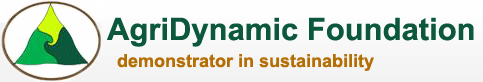 AgriDynamic Foundation
demonstrator in sustainability